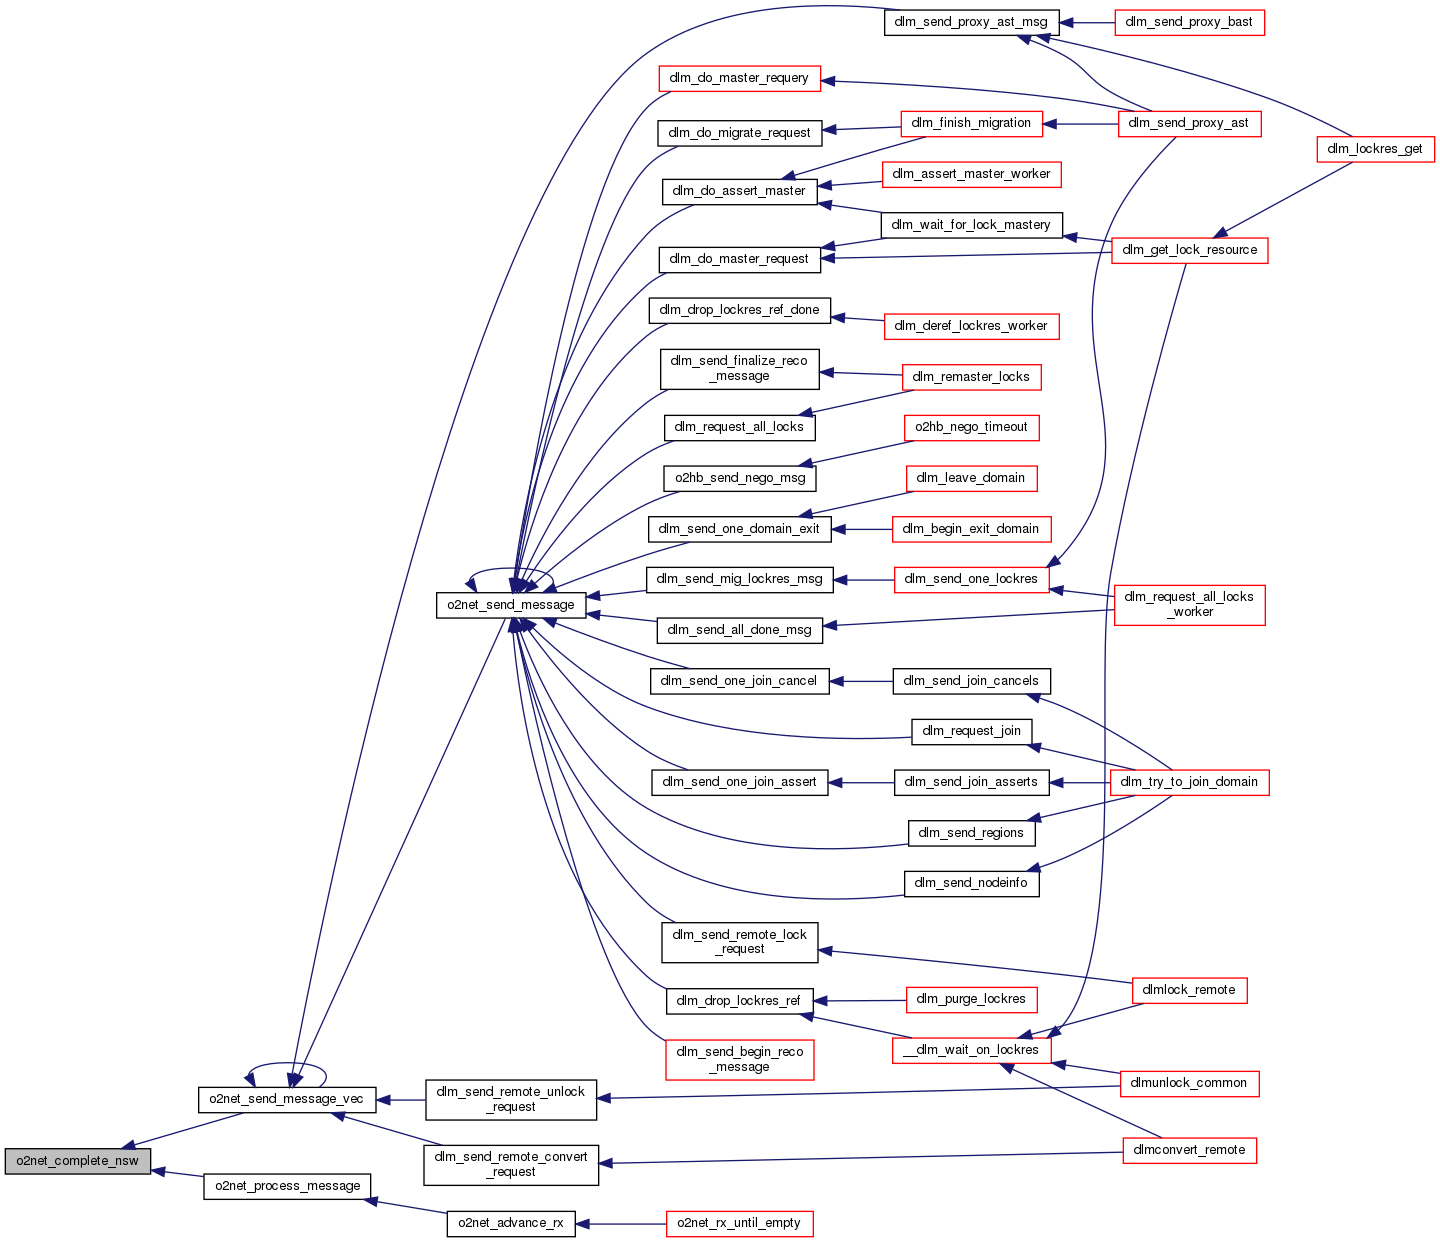 dlm_send_proxy_ast_msg
dlm_send_proxy_bast
dlm_do_master_requery
dlm_finish_migration
dlm_send_proxy_ast
dlm_do_migrate_request
dlm_lockres_get
dlm_assert_master_worker
dlm_do_assert_master
dlm_wait_for_lock_mastery
dlm_do_master_request
dlm_get_lock_resource
dlm_drop_lockres_ref_done
dlm_deref_lockres_worker
dlm_send_finalize_reco
_message
dlm_remaster_locks
dlm_request_all_locks
o2hb_nego_timeout
o2hb_send_nego_msg
dlm_leave_domain
dlm_send_one_domain_exit
dlm_begin_exit_domain
dlm_send_mig_lockres_msg
dlm_send_one_lockres
dlm_request_all_locks
_worker
o2net_send_message
dlm_send_all_done_msg
dlm_send_one_join_cancel
dlm_send_join_cancels
dlm_request_join
dlm_send_one_join_assert
dlm_send_join_asserts
dlm_try_to_join_domain
dlm_send_regions
dlm_send_nodeinfo
dlm_send_remote_lock
_request
dlmlock_remote
dlm_drop_lockres_ref
dlm_purge_lockres
__dlm_wait_on_lockres
dlm_send_begin_reco
_message
dlmunlock_common
o2net_send_message_vec
dlm_send_remote_unlock
_request
dlmconvert_remote
o2net_complete_nsw
dlm_send_remote_convert
_request
o2net_process_message
o2net_advance_rx
o2net_rx_until_empty